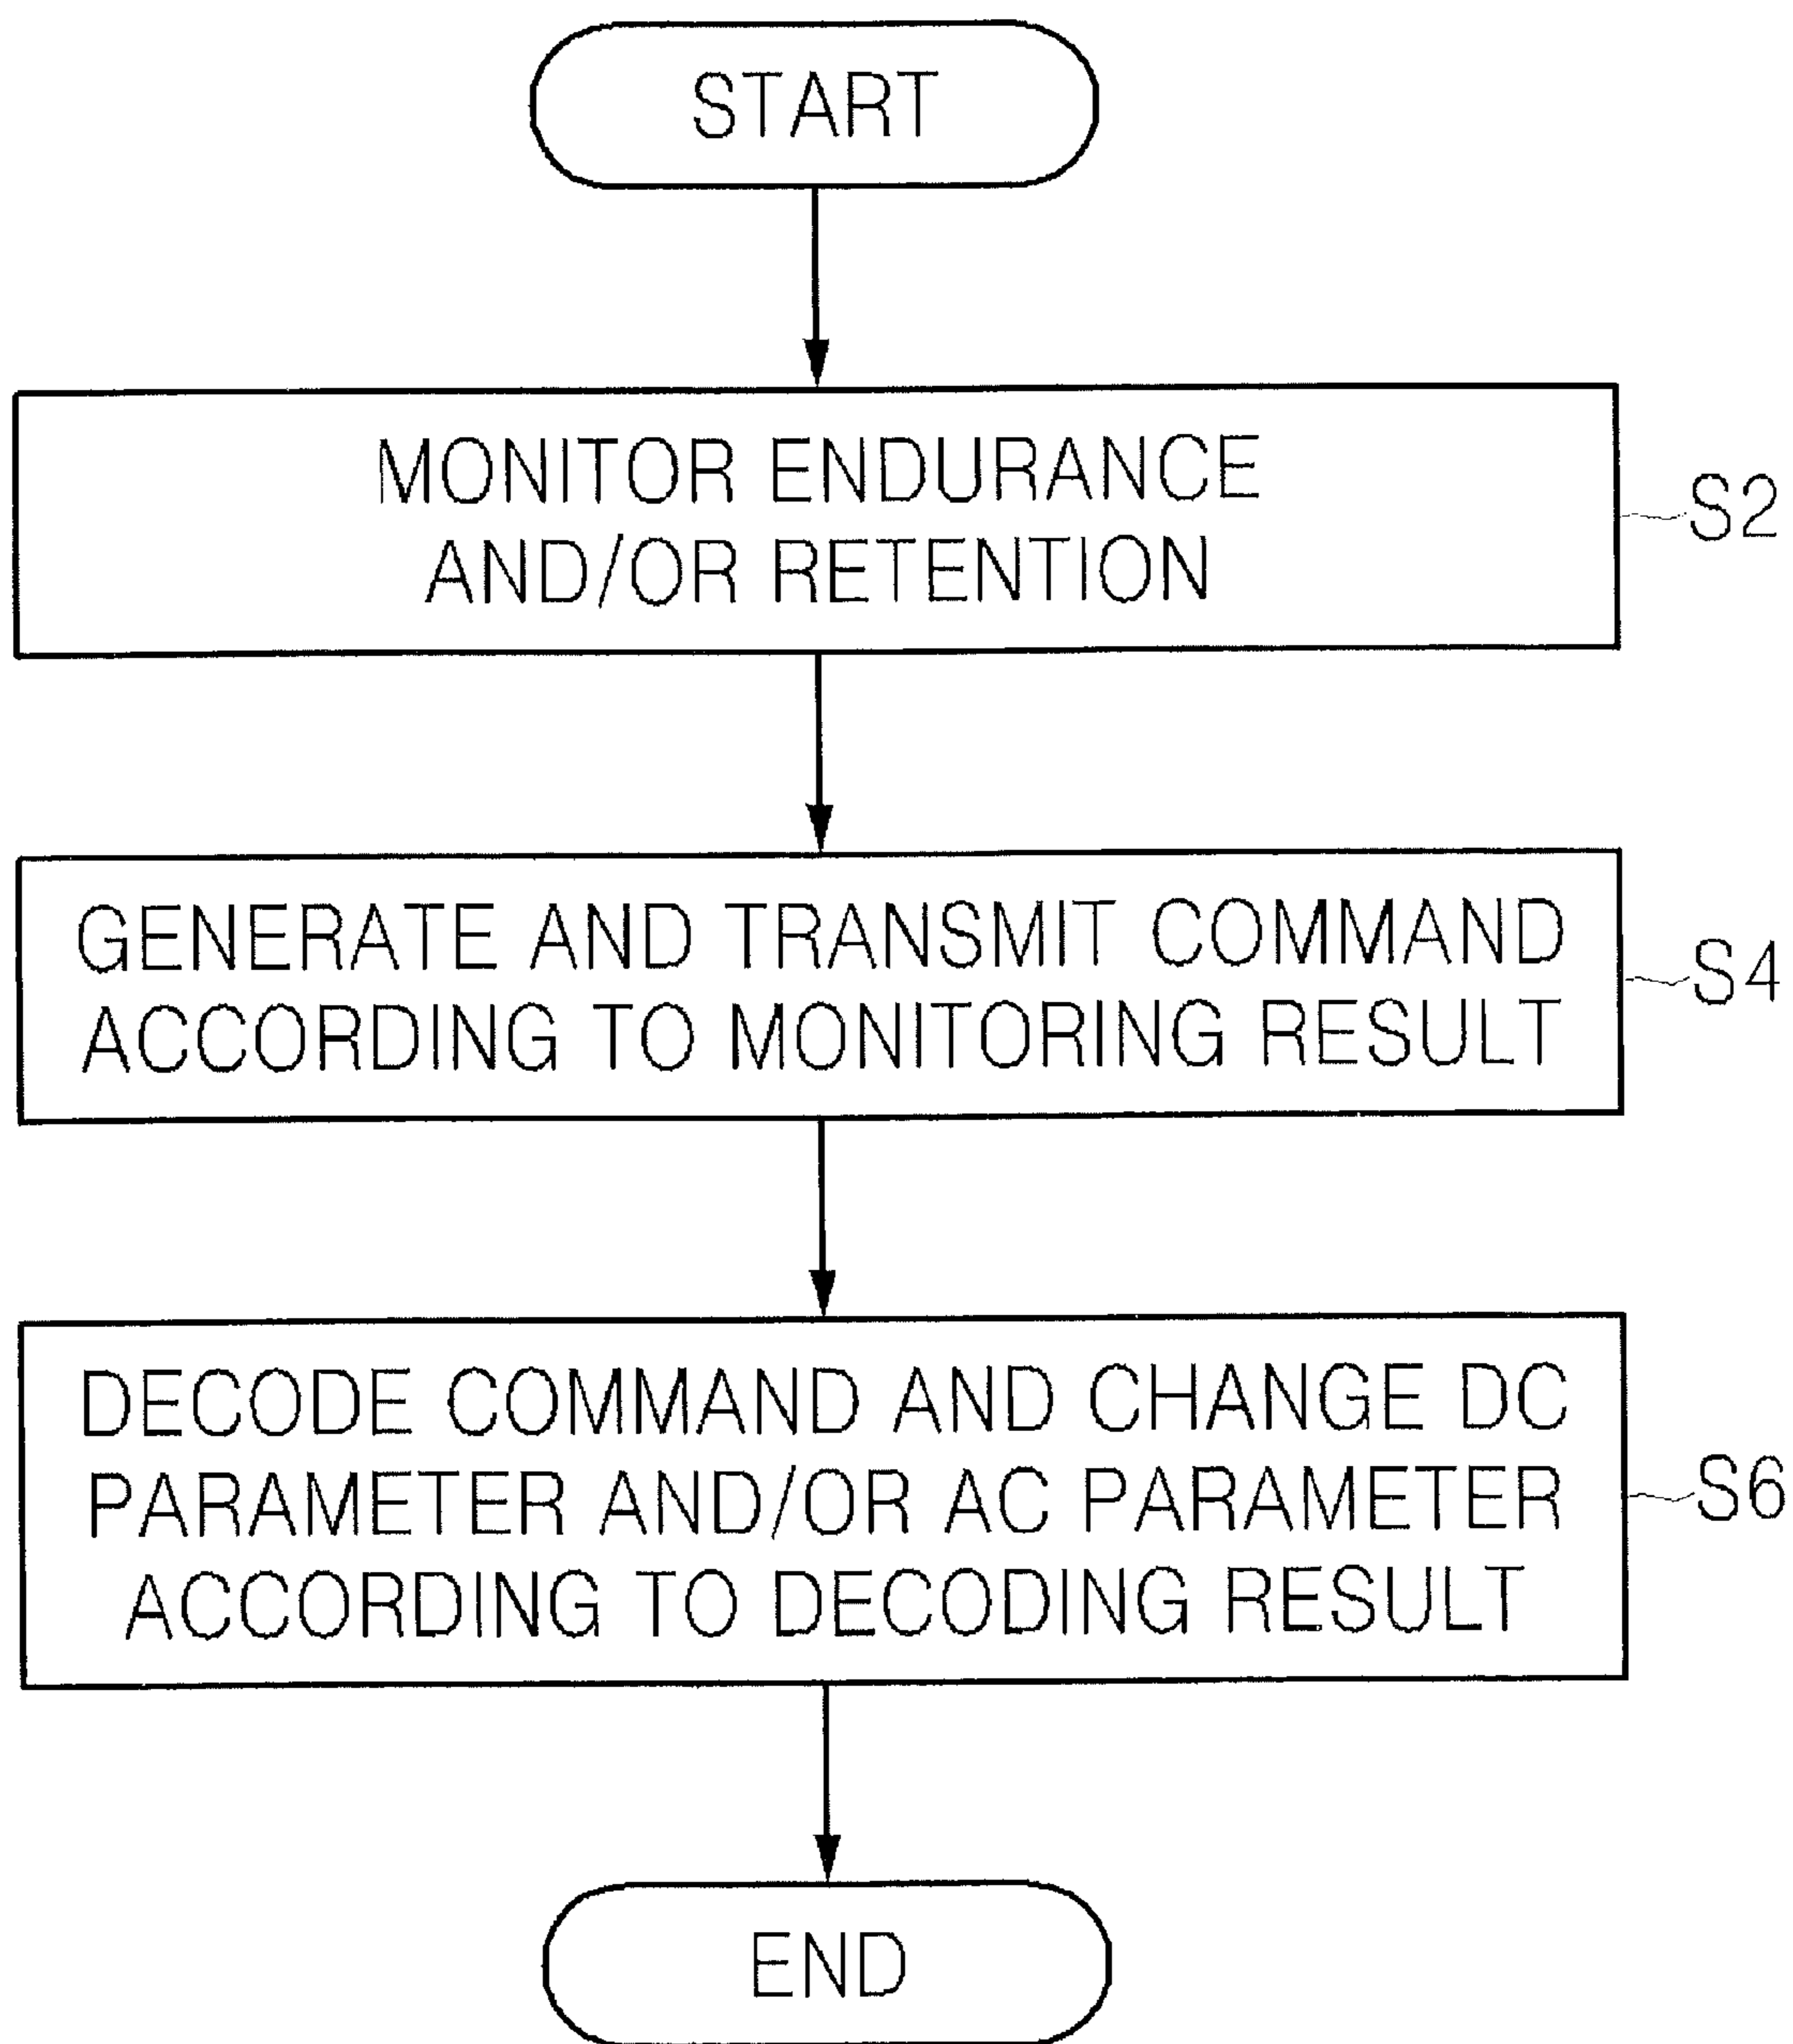 START
MONITOR ENDURANCE
AND/OR RETENTION
S2
GENERATE AND TRANSMIT COMMAND
ACCORDING TO MONITORING RESULT
S4
DECODE COMMAND AND CHANGE DC
PARAMETER AND/OR AC PARAMETER
ACCORDING TO DECODING RESULT
S6
END